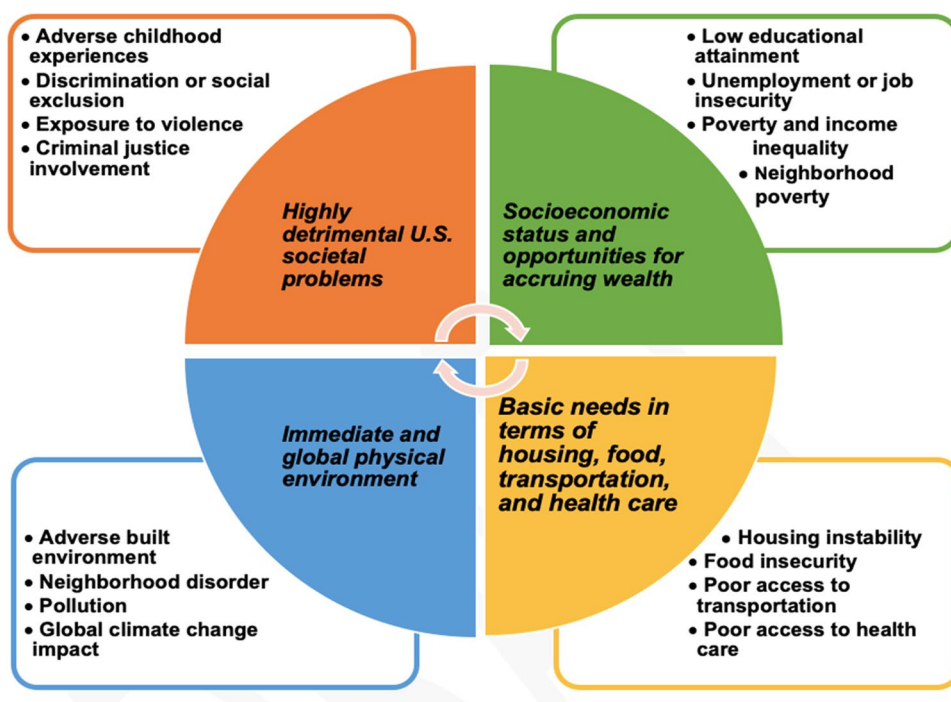 • Adverse childhood
experiences
• Discrimination or social
exclusion
• Exposure to violence
• Criminal justice
involvement
• Low educational
attainment
• Unemployment or job
insecurity
• Poverty and income
inequality
• Neighborhood
poverty
Highly
detrimental U.S.
societal
problems
Socioeconomic
status and
opportunities for
accruing wealth
Immediate and
global physical
environment
Basic needs in
terms of
housing, food,
transportation,
and health care
• Adverse built
environment
• Neighborhood disorder
• Pollution
• Global climate change
impact
• Housing instability
• Food insecurity
• Poor access to
transportation
• Poor access to health
care